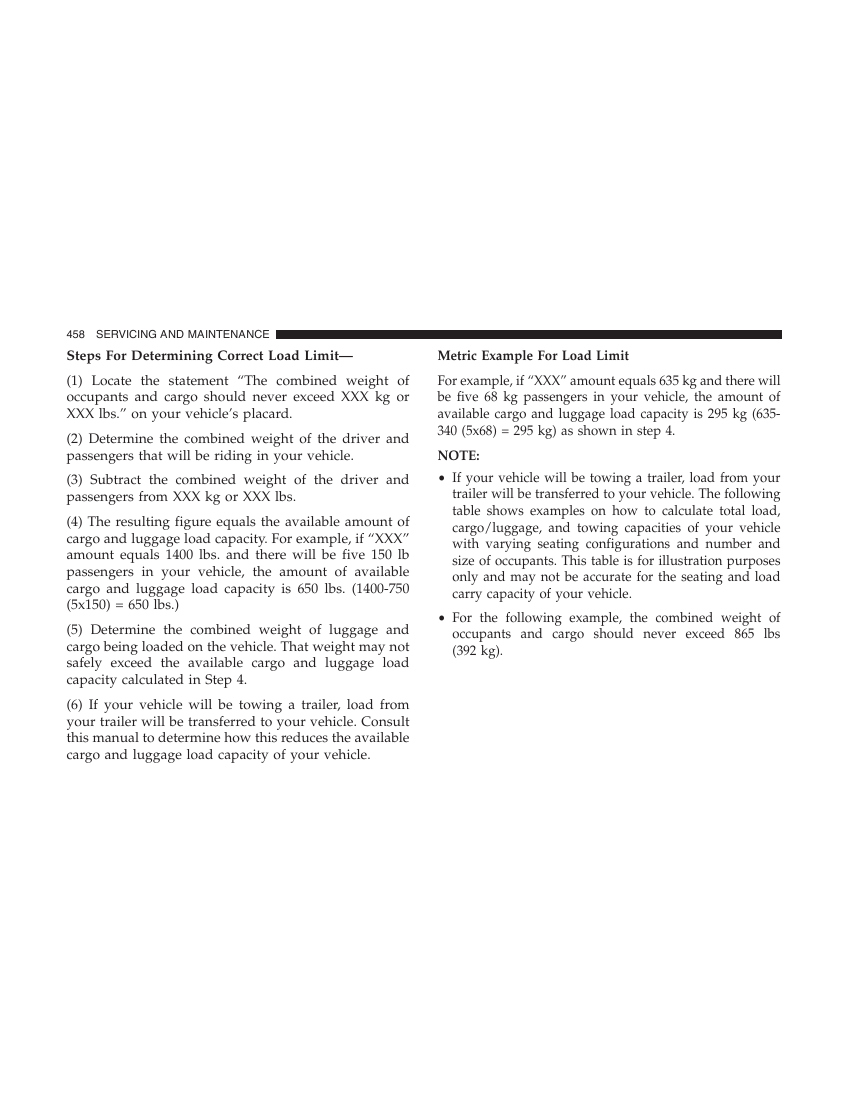 458 SERVICING AND MAINTENANCE
Steps For Determining Correct Load Limit—
(1) Locate the statement “The combined weight of
occupants and cargo should never exceed XXX kg or
XXX lbs.” on your vehicle’s placard.
(2) Determine the combined weight of the driver and
passengers that will be riding in your vehicle.
(3) Subtract the combined weight of the driver and
passengers from XXX kg or XXX lbs.
(4) The resulting figure equals the available amount of
cargo and luggage load capacity. For example, if “XXX”
amount equals 1400 lbs. and there will be five 150 lb
passengers in your vehicle, the amount of available
cargo and luggage load capacity is 650 lbs. (1400-750
(5x150) = 650 lbs.)
(5) Determine the combined weight of luggage and
cargo being loaded on the vehicle. That weight may not
safely exceed the available cargo and luggage load
capacity calculated in Step 4.
(6) If your vehicle will be towing a trailer, load from
your trailer will be transferred to your vehicle. Consult
this manual to determine how this reduces the available
cargo and luggage load capacity of your vehicle.
Metric Example For Load Limit
For example, if “XXX” amount equals 635 kg and there will
be five 68 kg passengers in your vehicle, the amount of
available cargo and luggage load capacity is 295 kg (635-
340 (5x68) = 295 kg) as shown in step 4.
NOTE:
• If your vehicle will be towing a trailer, load from your
trailer will be transferred to your vehicle. The following
table shows examples on how to calculate total load,
cargo/luggage, and towing capacities of your vehicle
with varying seating configurations and number and
size of occupants. This table is for illustration purposes
only and may not be accurate for the seating and load
carry capacity of your vehicle.
• For the following example, the combined weight of
occupants and cargo should never exceed 865 lbs
(392 kg).